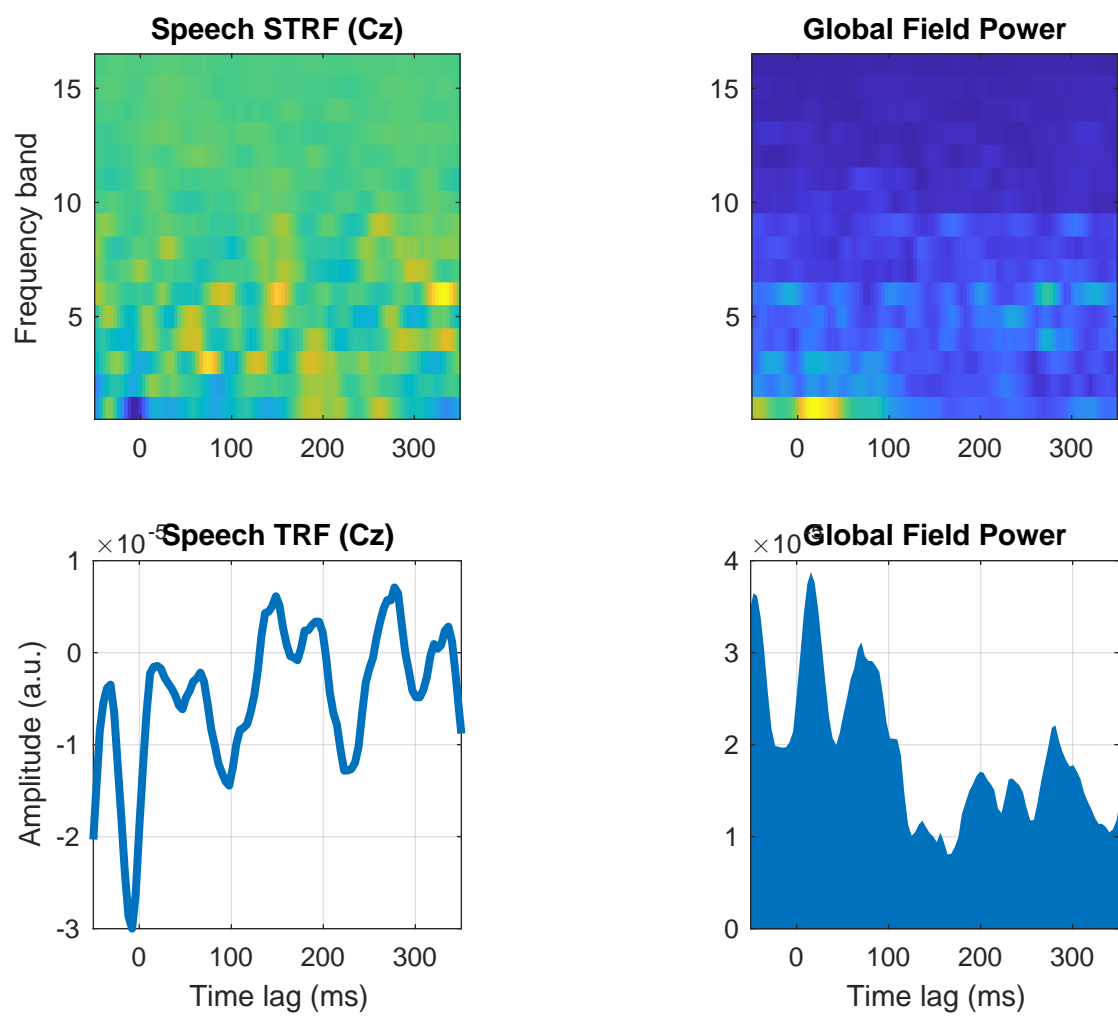 Speech STRF (Cz)
Frequency band
15
10
5
0 100 200 300
Global Field Power
15
10
5
0 100 200 300
×10^-5
Speech TRF (Cz)
Amplitude (a.u.)
1
0
-1
-2
-3
0 100 200 300
Time lag (ms)
×10
Global Field Power
4
3
2
1
0
0 100 200 300
Time lag (ms)